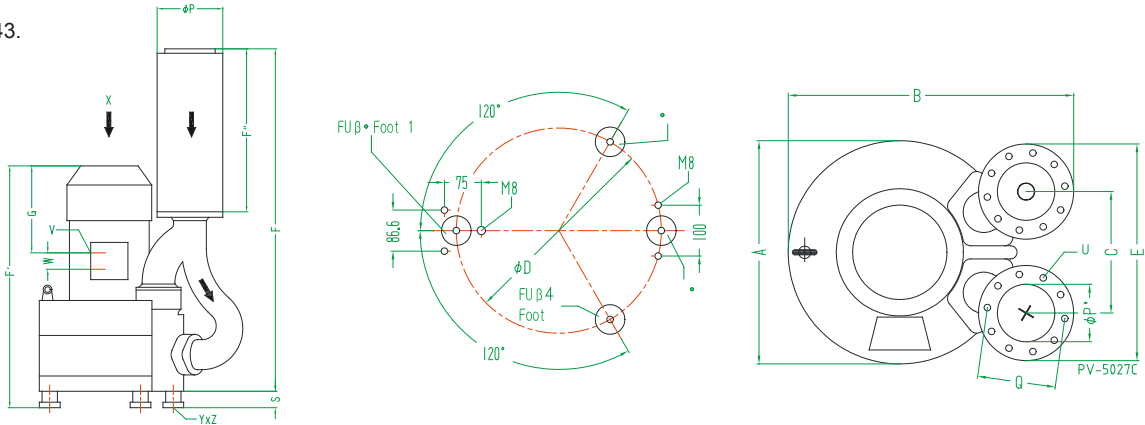 43.
φP
X
F"
F
G
V
W
F'
S
YxZ
120°
FUβ• Foot 1
75
M8
86.6
φD
FUβ4
Foot
120°
M8
100
B
A
C
E
U
φP'
Q
PV-5027C